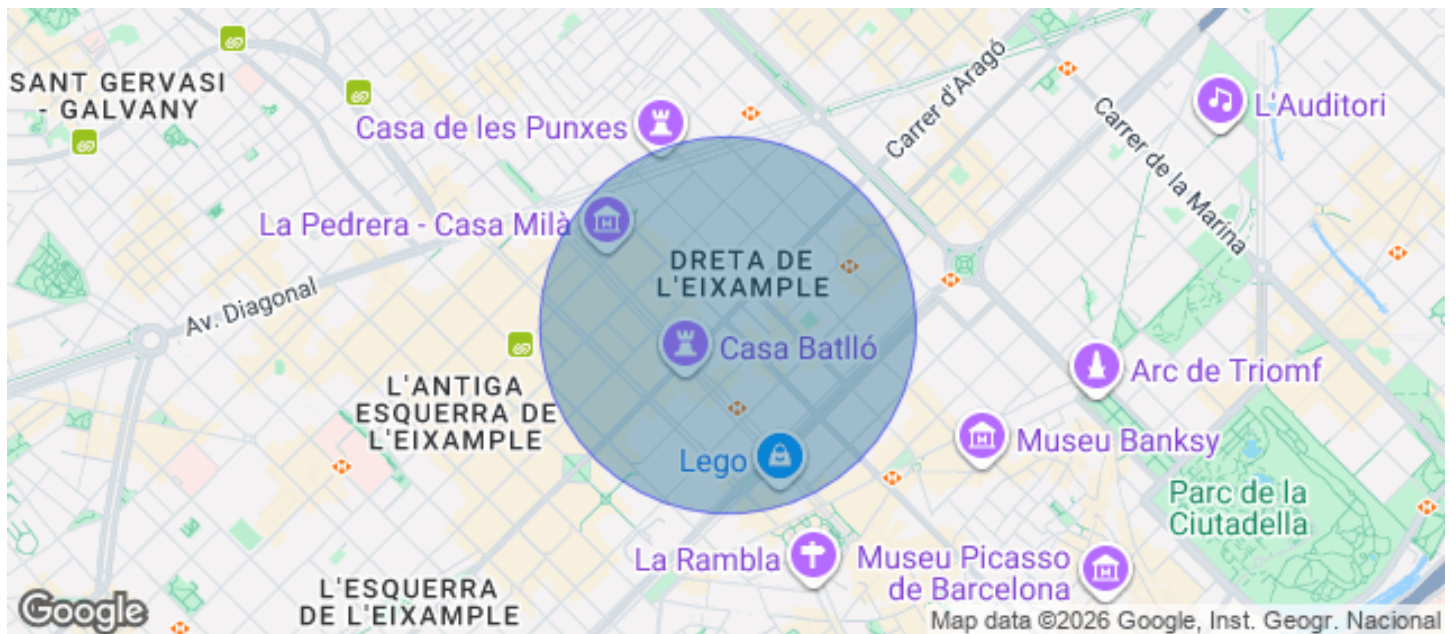 SANT GERVASI
- GALVANY
Casa de les Punxes
Carrer d'Aragó
L'Auditori
Carrer de la Marina
La Pedrera - Casa Milà
DRETA DE
L'EIXAMPLE
Av. Diagonal
Casa Batlló
Arc de Triomf
L'ANTIGA
ESQUERRA DE
L'EIXAMPLE
Lego
Museu Banksy
Parc de la
Ciutadella
La Rambla
Museu Picasso
de Barcelona
L'ESQUERRA
DE L'EIXAMPLE
Google
Map data ©2026 Google, Inst. Geogr. Nacional